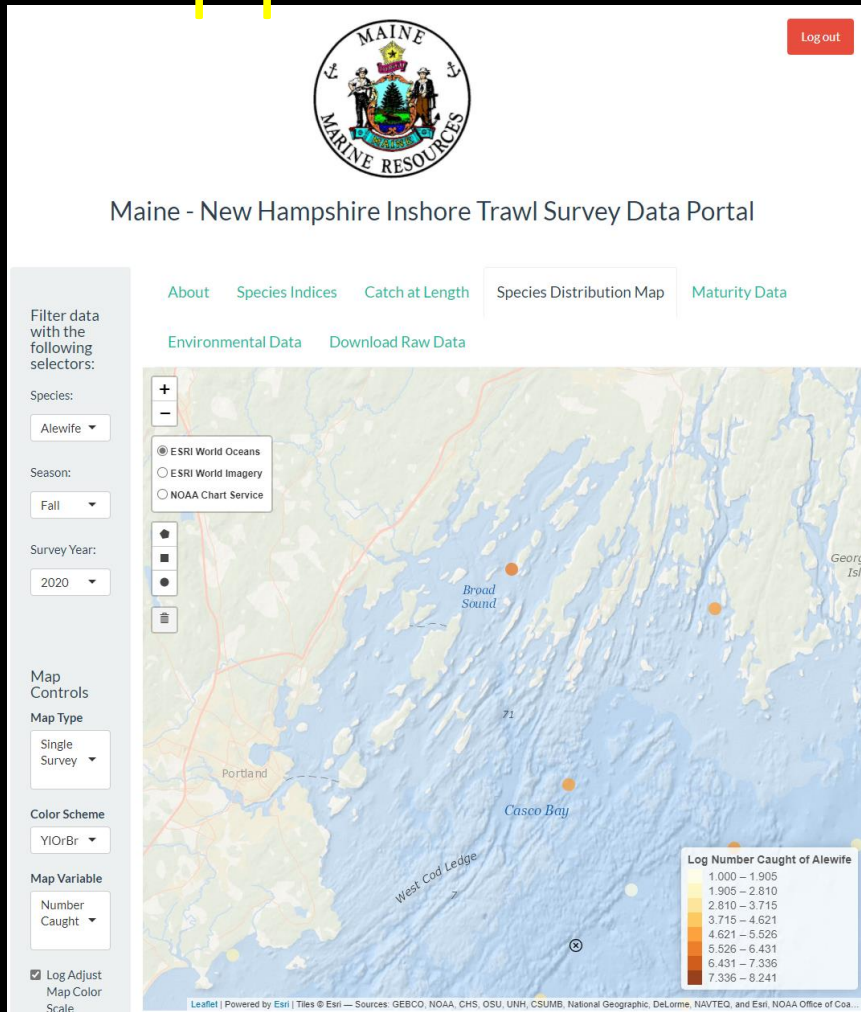 MAINE
MARINE RESOURCES
Log out
Maine - New Hampshire Inshore Trawl Survey Data Portal
Filter data
with the
following
selectors:
Species:
Alewife
Season:
Fall
Survey Year:
2020
Map
Controls
Map Type
Single
Survey
Color Scheme
YlOrBr
Map Variable
Number
Caught
Log Adjust
Map Color
Scale
About Species Indices Catch at Length Species Distribution Map Maturity Data
Environmental Data Download Raw Data
+
−
ESRI World Oceans
ESRI World Imagery
NOAA Chart Service
Georg
Isl
Broad
Sound
71
Portland
Casco Bay
West Cod Ledge
7
Log Number Caught of Alewife
1.000 – 1.905
1.905 – 2.810
2.810 – 3.715
3.715 – 4.621
4.621 – 5.526
5.526 – 6.431
6.431 – 7.336
7.336 – 8.241
Leaflet | Powered by Esri | Tiles © Esri — Sources: GEBCO, NOAA, CHS, OSU, UNH, CSUMB, National Geographic, DeLorme, NAVTEQ, and Esri, NOAA Office of Coa...